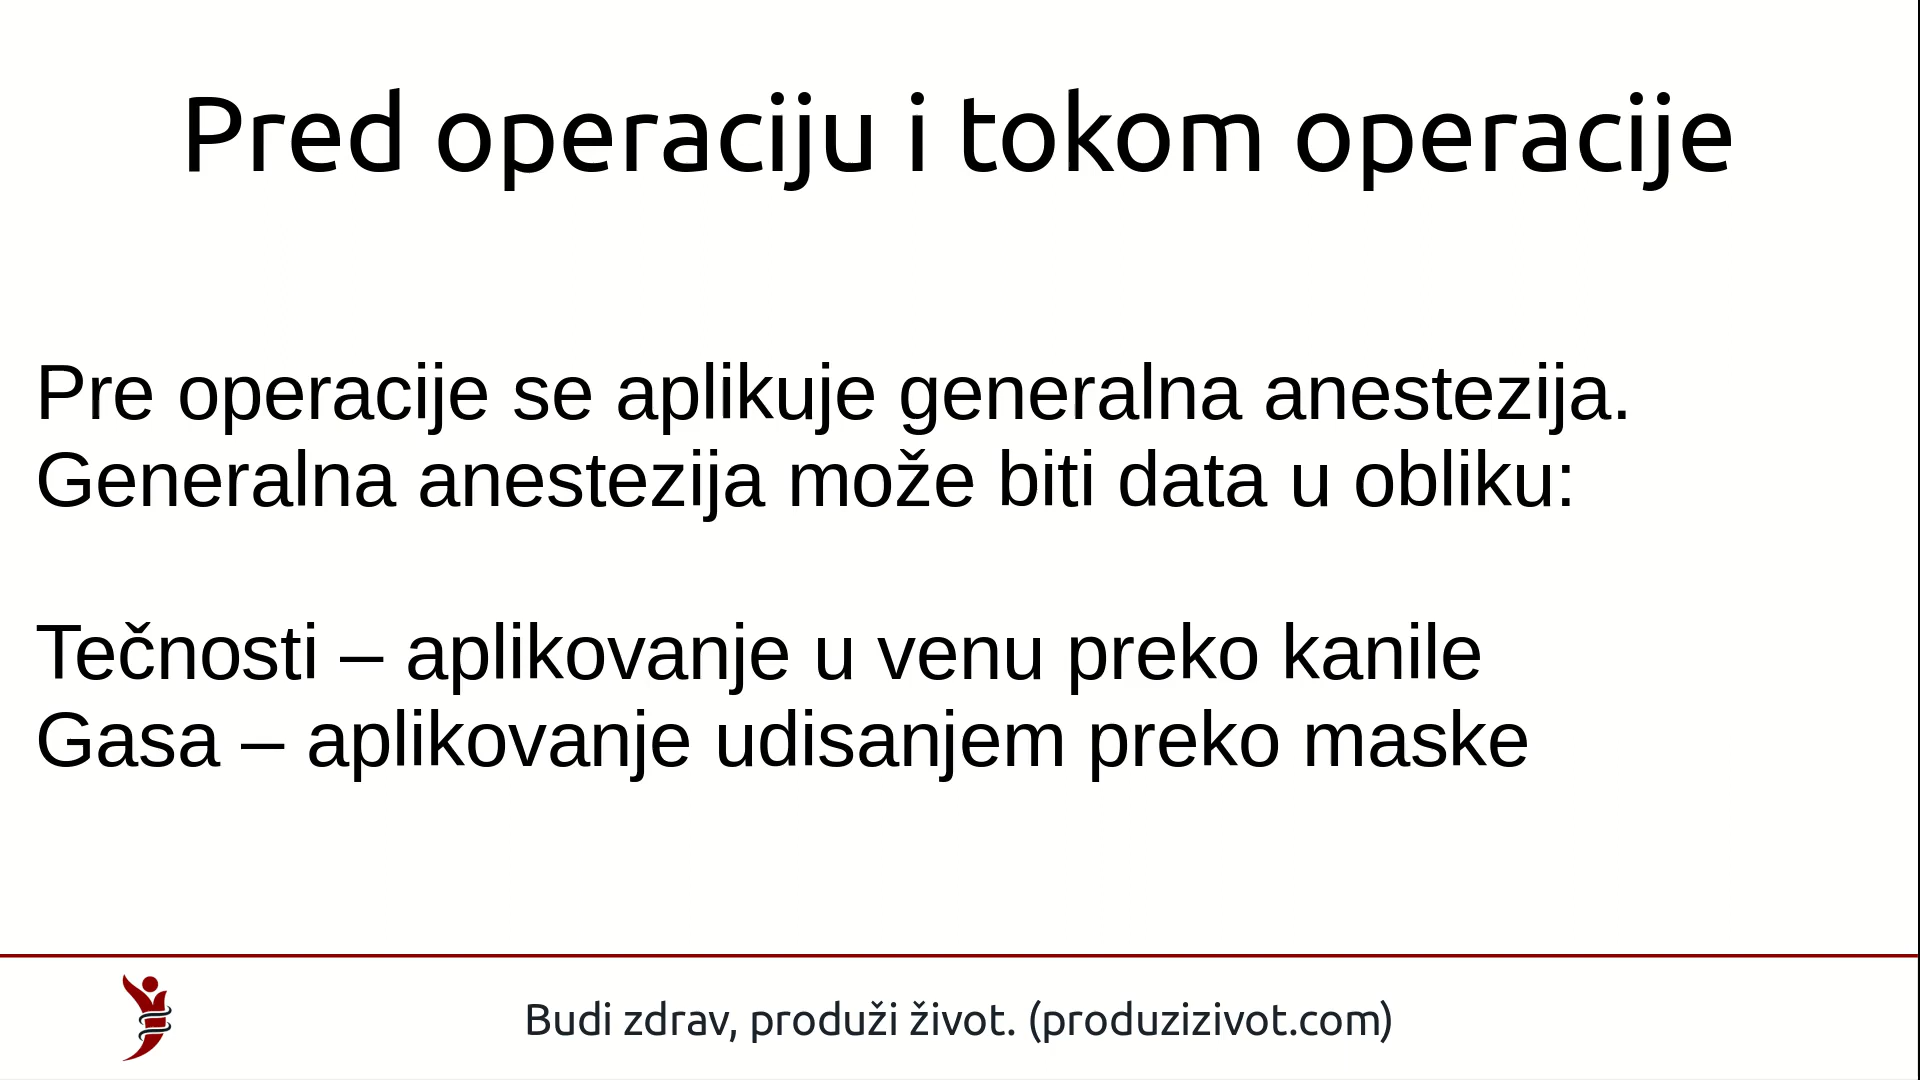 Pred operaciju i tokom operacije
Pre operacije se aplikuje generalna anestezija.
Generalna anestezija može biti data u obliku:
Tečnosti – aplikovanje u venu preko kanile
Gasa – aplikovanje udisanjem preko maske
Budi zdrav, produži život. (produzizivot.com)